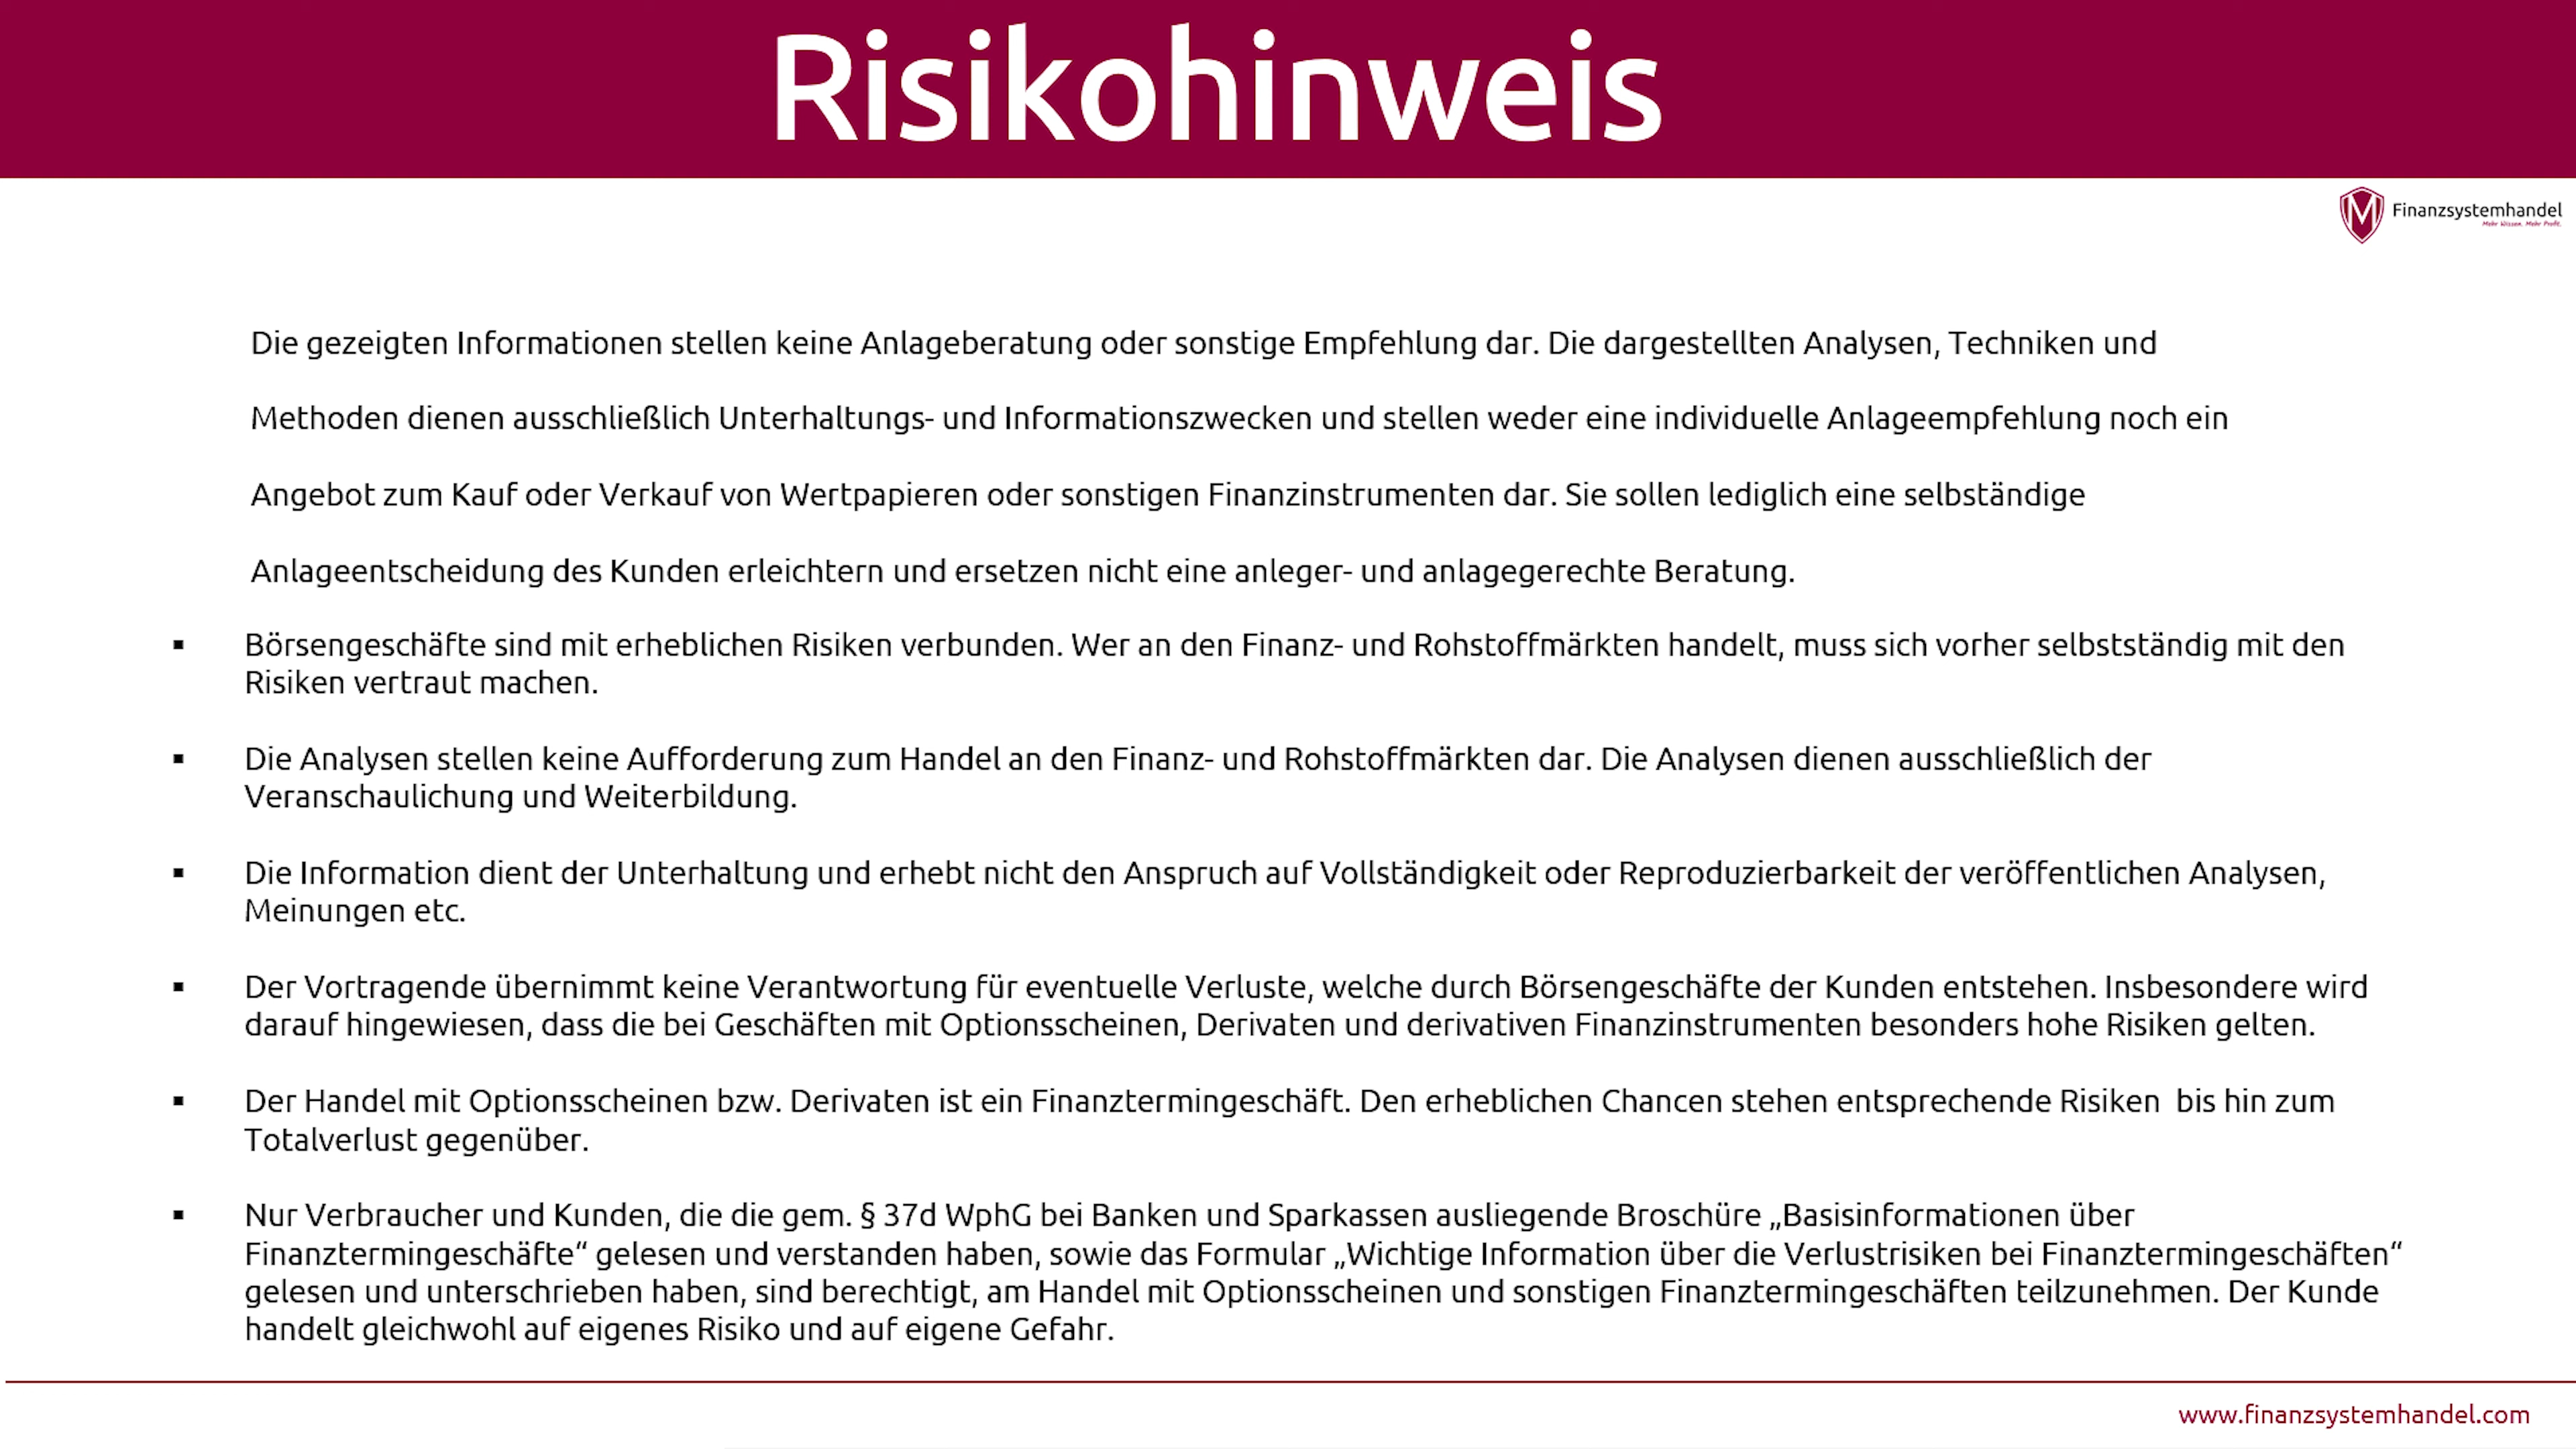 Risikohinweis
Finanzsystemhandel
Mehr Wissen. Mehr Profit.
Die gezeigten Informationen stellen keine Anlageberatung oder sonstige Empfehlung dar. Die dargestellten Analysen, Techniken und
Methoden dienen ausschließlich Unterhaltungs- und Informationszwecken und stellen weder eine individuelle Anlageempfehlung noch ein
Angebot zum Kauf oder Verkauf von Wertpapieren oder sonstigen Finanzinstrumenten dar. Sie sollen lediglich eine selbständige
Anlageentscheidung des Kunden erleichtern und ersetzen nicht eine anleger- und anlagegerechte Beratung.
▪ Börsengeschäfte sind mit erheblichen Risiken verbunden. Wer an den Finanz- und Rohstoffmärkten handelt, muss sich vorher selbstständig mit den
Risiken vertraut machen.
▪ Die Analysen stellen keine Aufforderung zum Handel an den Finanz- und Rohstoffmärkten dar. Die Analysen dienen ausschließlich der
Veranschaulichung und Weiterbildung.
▪ Die Information dient der Unterhaltung und erhebt nicht den Anspruch auf Vollständigkeit oder Reproduzierbarkeit der veröffentlichen Analysen,
Meinungen etc.
▪ Der Vortragende übernimmt keine Verantwortung für eventuelle Verluste, welche durch Börsengeschäfte der Kunden entstehen. Insbesondere wird
darauf hingewiesen, dass die bei Geschäften mit Optionsscheinen, Derivaten und derivativen Finanzinstrumenten besonders hohe Risiken gelten.
▪ Der Handel mit Optionsscheinen bzw. Derivaten ist ein Finanztermingeschäft. Den erheblichen Chancen stehen entsprechende Risiken bis hin zum
Totalverlust gegenüber.
▪ Nur Verbraucher und Kunden, die die gem. § 37d WphG bei Banken und Sparkassen ausliegende Broschüre „Basisinformationen über
Finanztermingeschäfte“ gelesen und verstanden haben, sowie das Formular „Wichtige Information über die Verlustrisiken bei Finanztermingeschäften“
gelesen und unterschrieben haben, sind berechtigt, am Handel mit Optionsscheinen und sonstigen Finanztermingeschäften teilzunehmen. Der Kunde
handelt gleichwohl auf eigenes Risiko und auf eigene Gefahr.
www.finanzsystemhandel.com